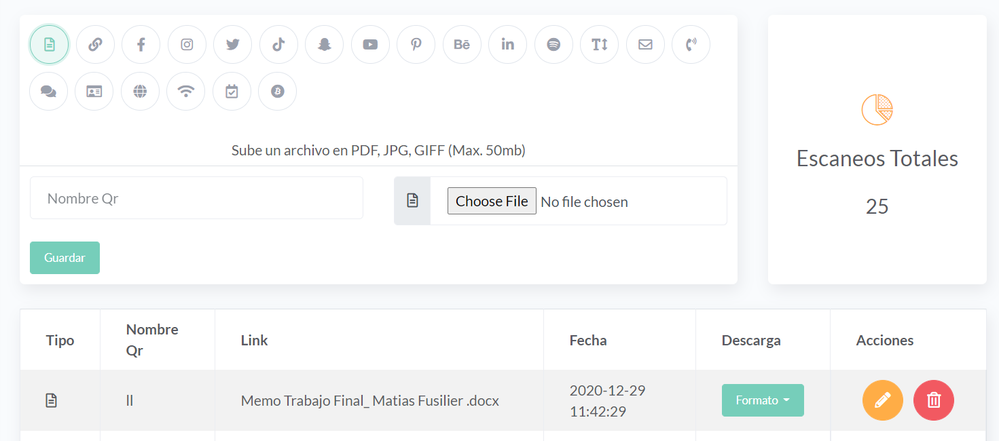 Bē
T
Sube un archivo en PDF, JPG, GIFF (Max. 50mb)
Nombre Qr
Choose File No file chosen
Guardar
Escaneos Totales
25
Tipo
Nombre
Qr
Link
Fecha
Descarga
Acciones
ll
Memo Trabajo Final_ Matias Fusilier .docx
2020-12-29
11:42:29
Formato